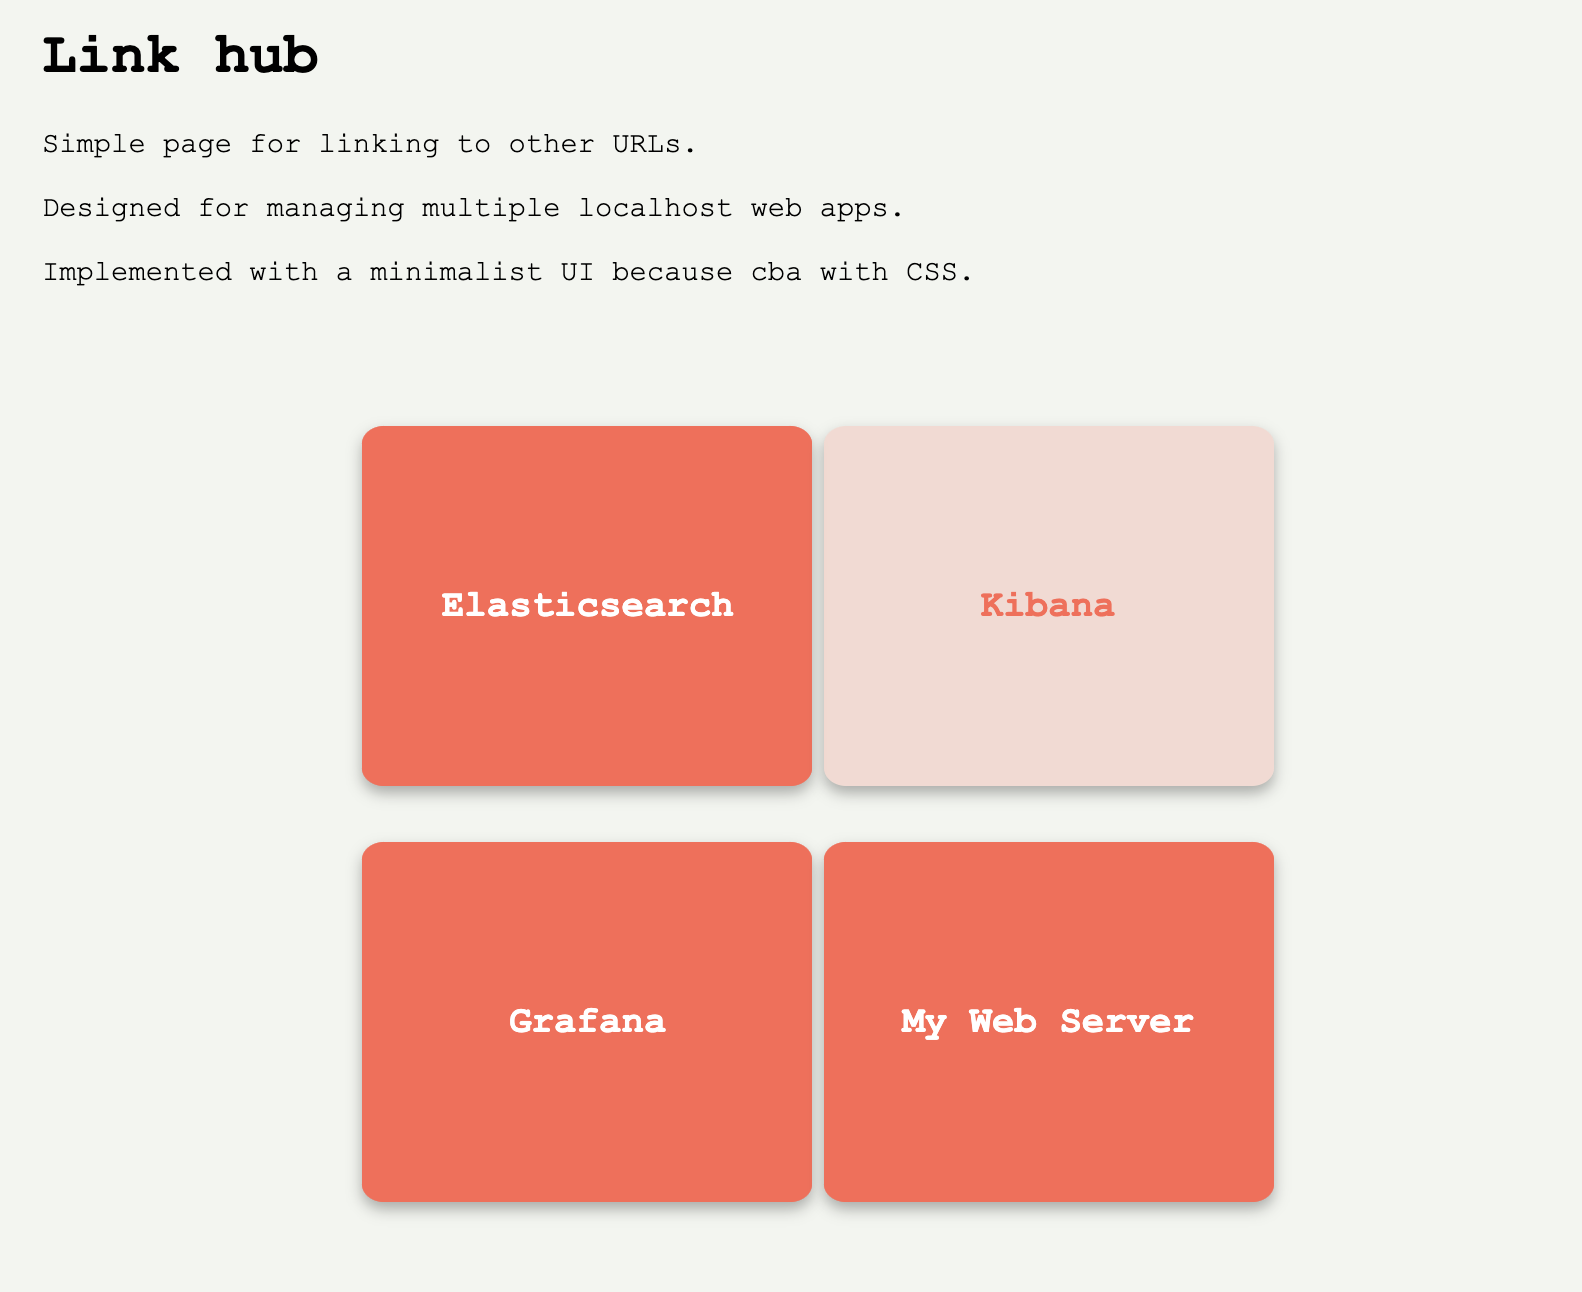 Link hub
Simple page for linking to other URLs.
Designed for managing multiple localhost web apps.
Implemented with a minimalist UI because cba with CSS.
Elasticsearch
Kibana
Grafana
My Web Server